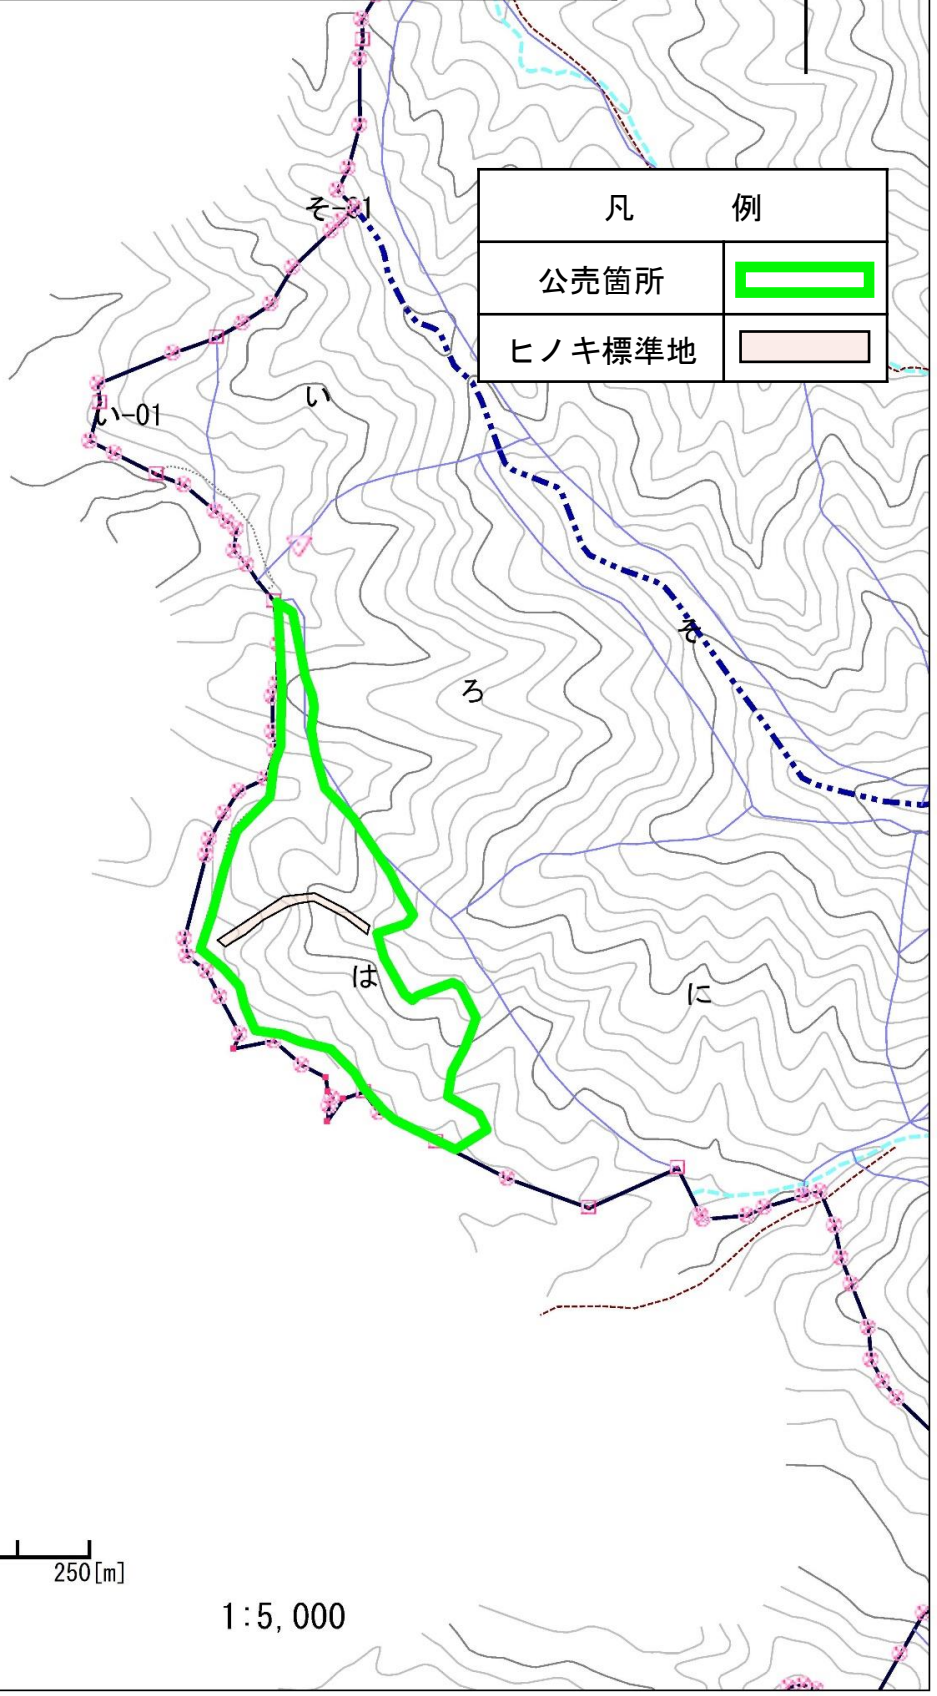 凡 例
公売箇所
ヒノキ標準地
そ-01
い
い-01
そ
ろ
は
に
250[m]
1:5,000